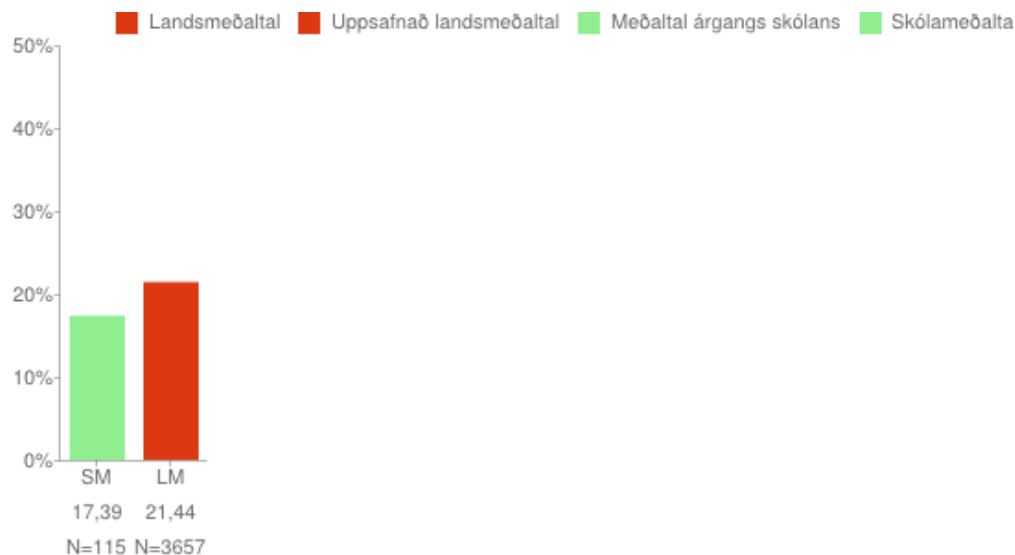 Landsmeðaltal Uppsafnað landsmeðaltal Meðaltal árgangs skólans Skólameðalta
50%
40%
30%
20%
10%
0%
SM LM
17,39 21,44
N=115 N=3657